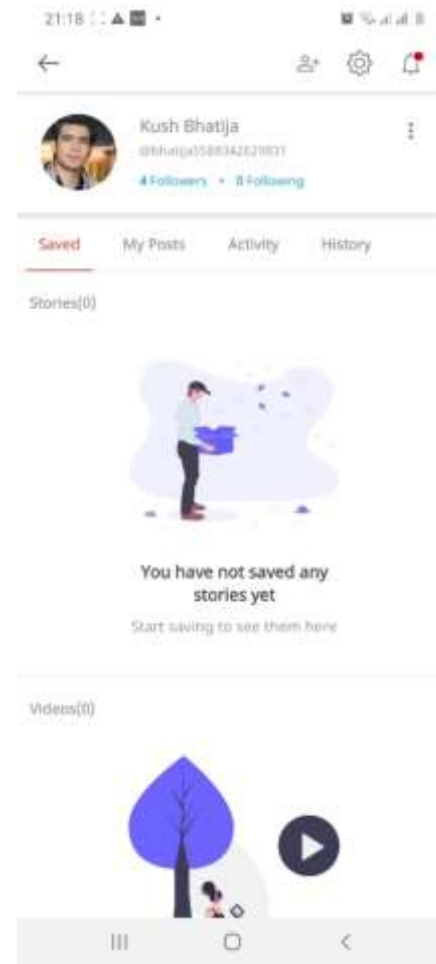 21:18
Kush Bhatija
@bhatija5588342629831
4 Followers • 0 Following
Saved My Posts Activity History
Stories(0)
You have not saved any
stories yet
Start saving to see them here
Videos(0)